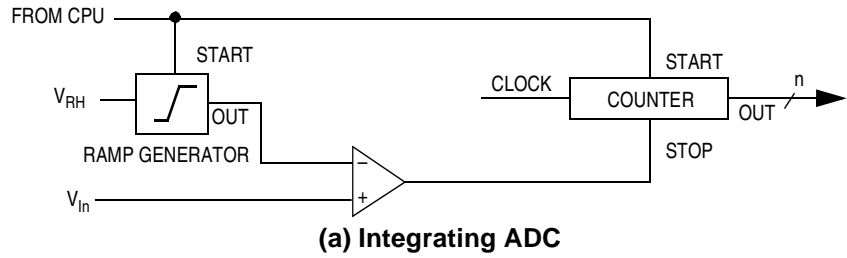 FROM CPU
START
START
CLOCK
COUNTER
n
V_RH
OUT
OUT
RAMP GENERATOR
STOP
−
+
V_In
(a) Integrating ADC